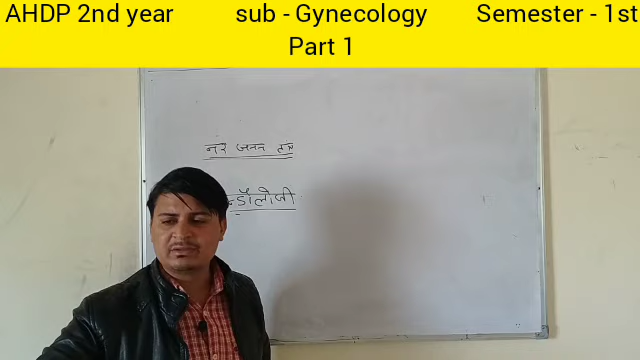 AHDP 2nd year sub - Gynecology Semester - 1st
Part 1
नर जनन तंत्र